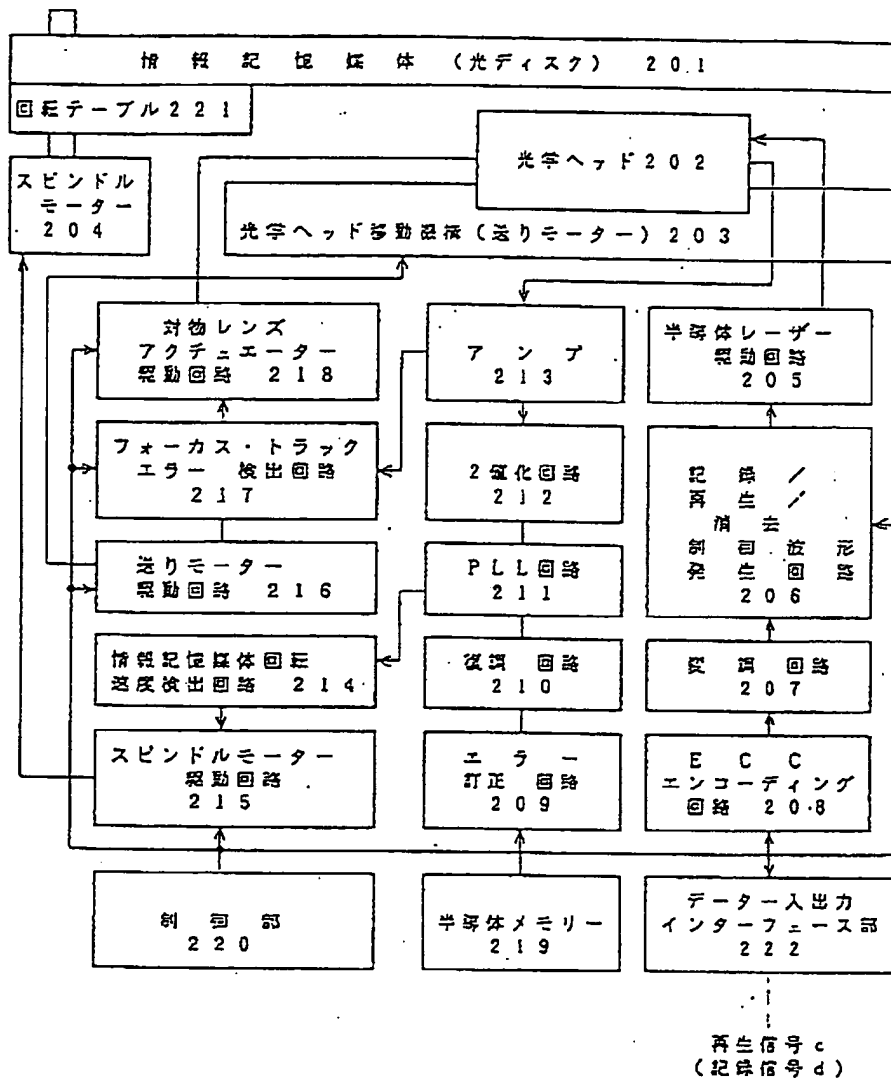 情報記憶媒体(光ディスク) 201
回転テーブル221
光学ヘッド202
スピンドル
モーター
204
光学ヘッド移動機構(送りモーター)203
対物レンズ
アクチュエーター
駆動回路 218
アンプ
213
半導体レーザー
駆動回路
205
フォーカス・トラック
エラー 検出回路
217
2値化回路
212
記録/
再生/
消去
制御波形
発生回路
206
送りモーター
駆動回路 216
PLL回路
211
情報記憶媒体回転
速度検出回路 214
復調回路
210
変調回路
207
スピンドルモーター
駆動回路
215
エラー
訂正回路
209
ECC
エンコーディング
回路 208
制御部
220
半導体メモリー
219
データー入出力
インターフェース部
222
再生信号c
(記録信号d)